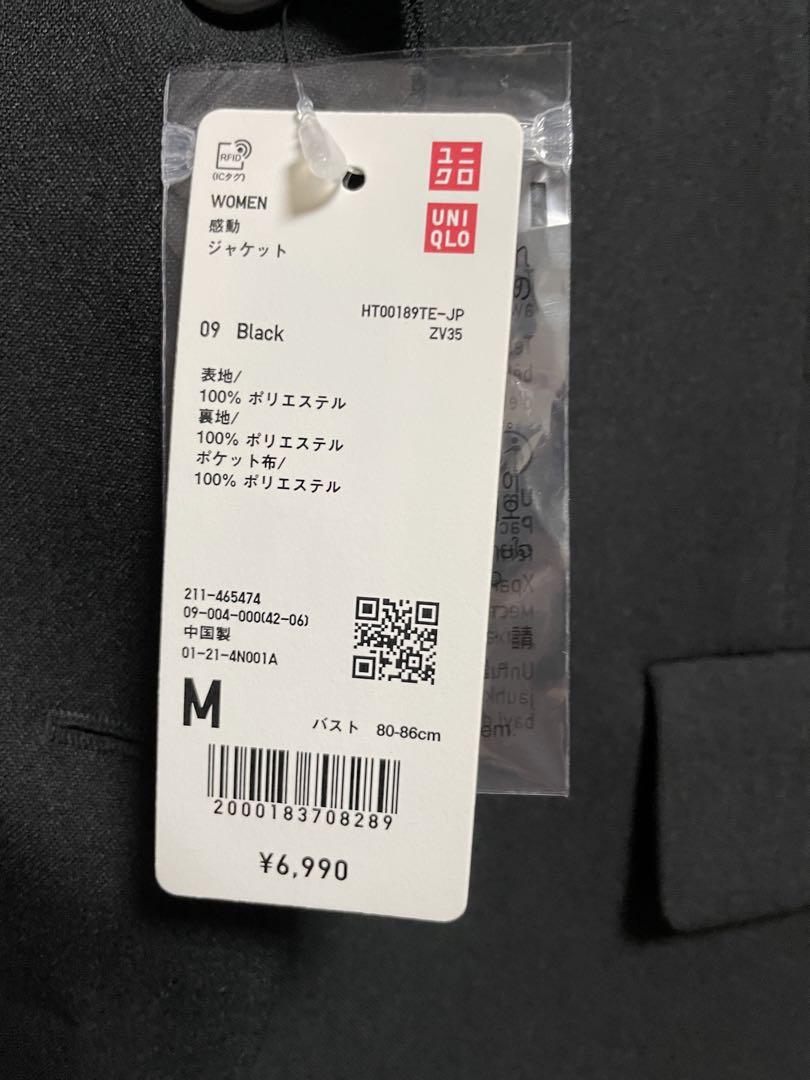 RFID
(ICタグ)
ユニ
クロ
UNI
QLO
WOMEN
感動
ジャケット
HT00189TE-JP
09 Black
ZV35
表地/
100% ポリエステル
裏地/
100% ポリエステル
ポケット布/
100% ポリエステル
211-465474
09-004-000(42-06)
中国製
01-21-4N001A
M
バスト 80-86cm
2000183708289
¥6,990